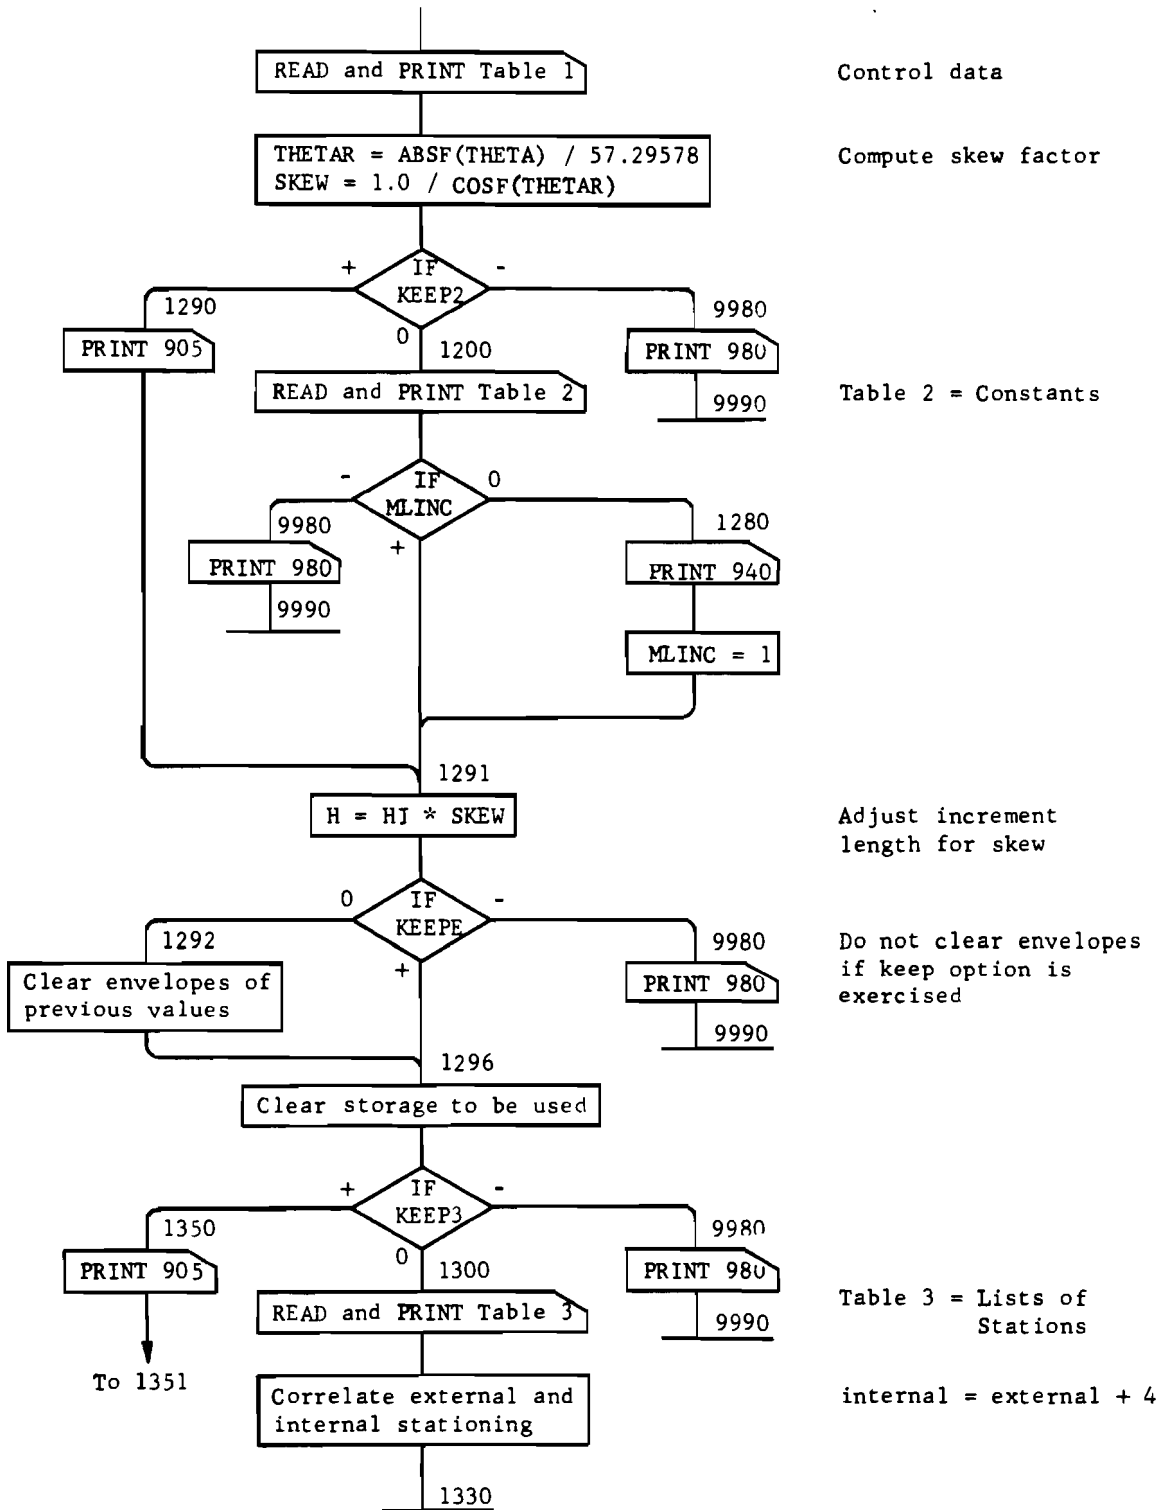 READ and PRINT Table 1
Control data
THETAR = ABSF(THETA) / 57.29578
SKEW = 1.0 / COSF(THETAR)
Compute skew factor
+
IF
KEEP2
-
0
1290
PRINT 905
1200
9980
PRINT 980
9990
READ and PRINT Table 2
Table 2 = Constants
-
IF
MLINC
0
+
9980
PRINT 980
9990
1280
PRINT 940
MLINC = 1
1291
H = HI * SKEW
Adjust increment
length for skew
0
IF
KEEPE
-
+
1292
Clear envelopes of
previous values
9980
PRINT 980
9990
Do not clear envelopes
if keep option is
exercised
1296
Clear storage to be used
+
IF
KEEP3
-
0
1350
PRINT 905
To 1351
1300
9980
PRINT 980
9990
READ and PRINT Table 3
Table 3 = Lists of
Stations
Correlate external and
internal stationing
internal = external + 4
1330